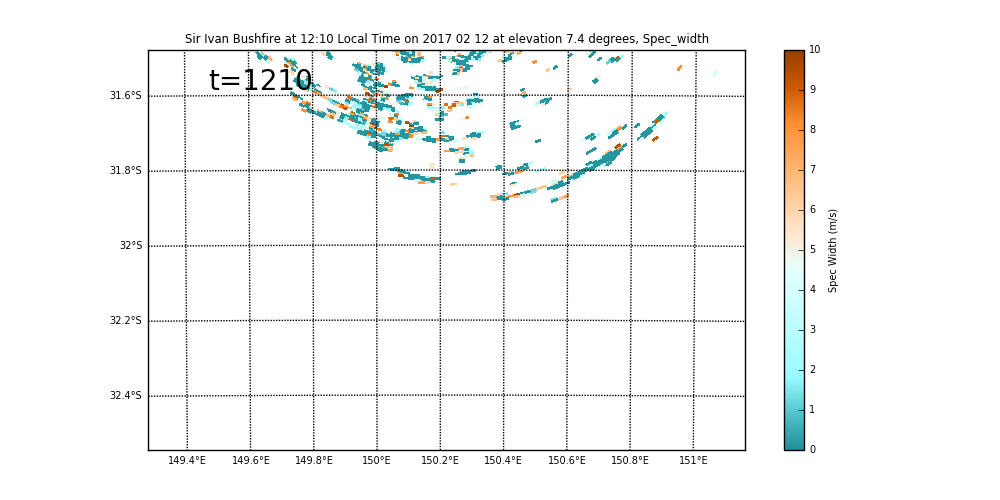 Sir Ivan Bushfire at 12:10 Local Time on 2017 02 12 at elevation 7.4 degrees, Spec_width
t=1210
31.6°S
31.8°S
32°S
32.2°S
32.4°S
149.4°E 149.6°E 149.8°E 150°E 150.2°E 150.4°E 150.6°E 150.8°E 151°E
10
9
8
7
6
5
4
3
2
1
0
Spec Width (m/s)